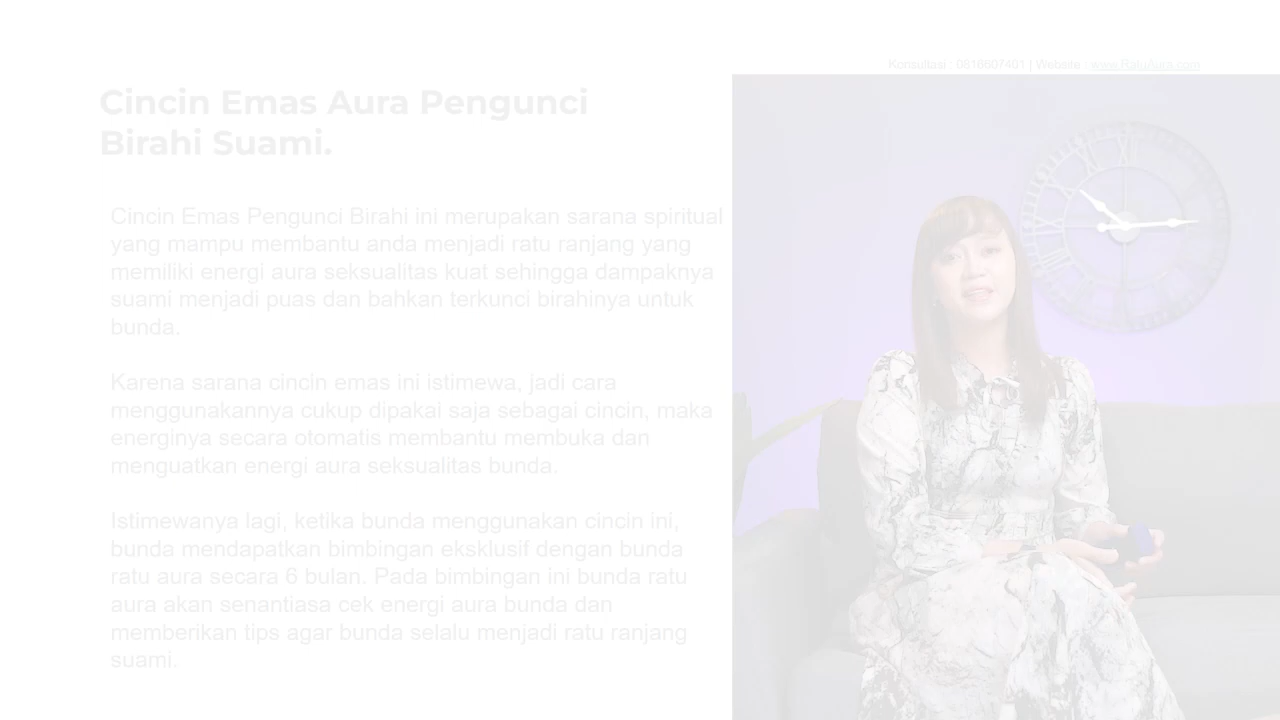 Konsultasi : 0816607401 | Website : www.RatuAura.com
Cincin Emas Aura Pengunci
Birahi Suami.
Cincin Emas Pengunci Birahi ini merupakan sarana spiritual
yang mampu membantu anda menjadi ratu ranjang yang
memiliki energi aura seksualitas kuat sehingga dampaknya
suami menjadi puas dan bahkan terkunci birahinya untuk
bunda.
Karena sarana cincin emas ini istimewa, jadi cara
menggunakannya cukup dipakai saja sebagai cincin, maka
energinya secara otomatis membantu membuka dan
menguatkan energi aura seksualitas bunda.
Istimewanya lagi, ketika bunda menggunakan cincin ini,
bunda mendapatkan bimbingan eksklusif dengan bunda
ratu aura secara 6 bulan. Pada bimbingan ini bunda ratu
aura akan senantiasa cek energi aura bunda dan
memberikan tips agar bunda selalu menjadi ratu ranjang
suami.